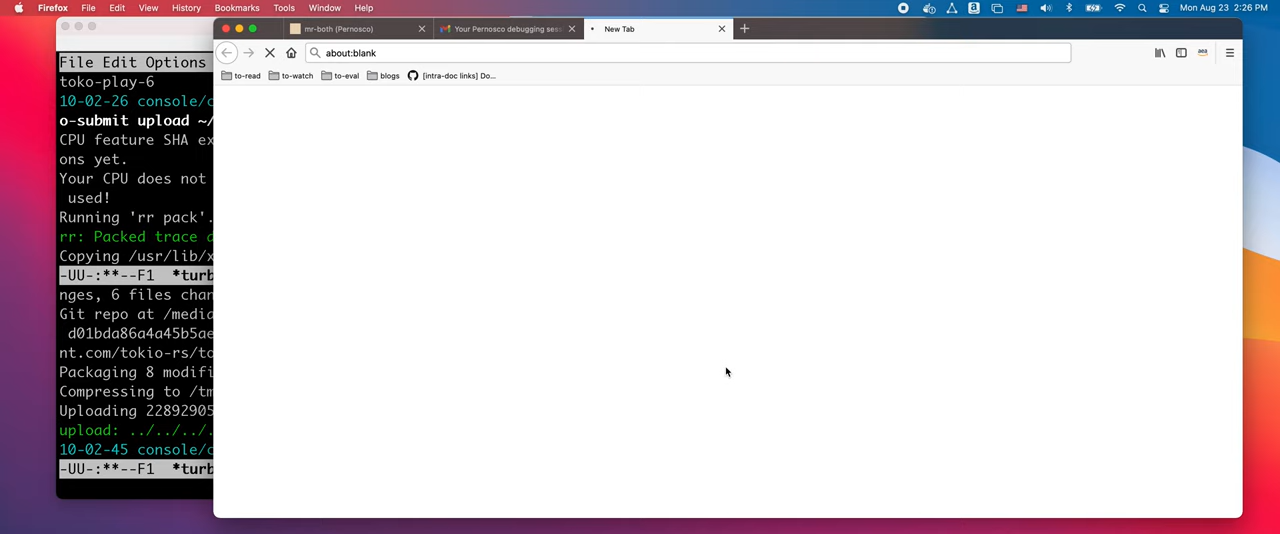 Firefox File Edit View History Bookmarks Tools Window Help Mon Aug 23 2:26 PM
mr-both (Pernosco) Your Pernosco debugging ses New Tab
about:blank
to-read to-watch to-eval blogs [intra-doc links] Do...
File Edit Options
toko-play-6
10-02-26 console/c
o-submit upload ~/
CPU feature SHA ex
ons yet.
Your CPU does not
used!
Running 'rr pack'.
rr: Packed trace d
Copying /usr/lib/x
-UU-:**--F1 *turb
nges, 6 files chan
Git repo at /media
d01bda86a4a45b5ae
nt.com/tokio-rs/to
Packaging 8 modifi
Compressing to /tm
Uploading 22892905
upload: ../../../.
10-02-45 console/c
-UU-:**--F1 *turb